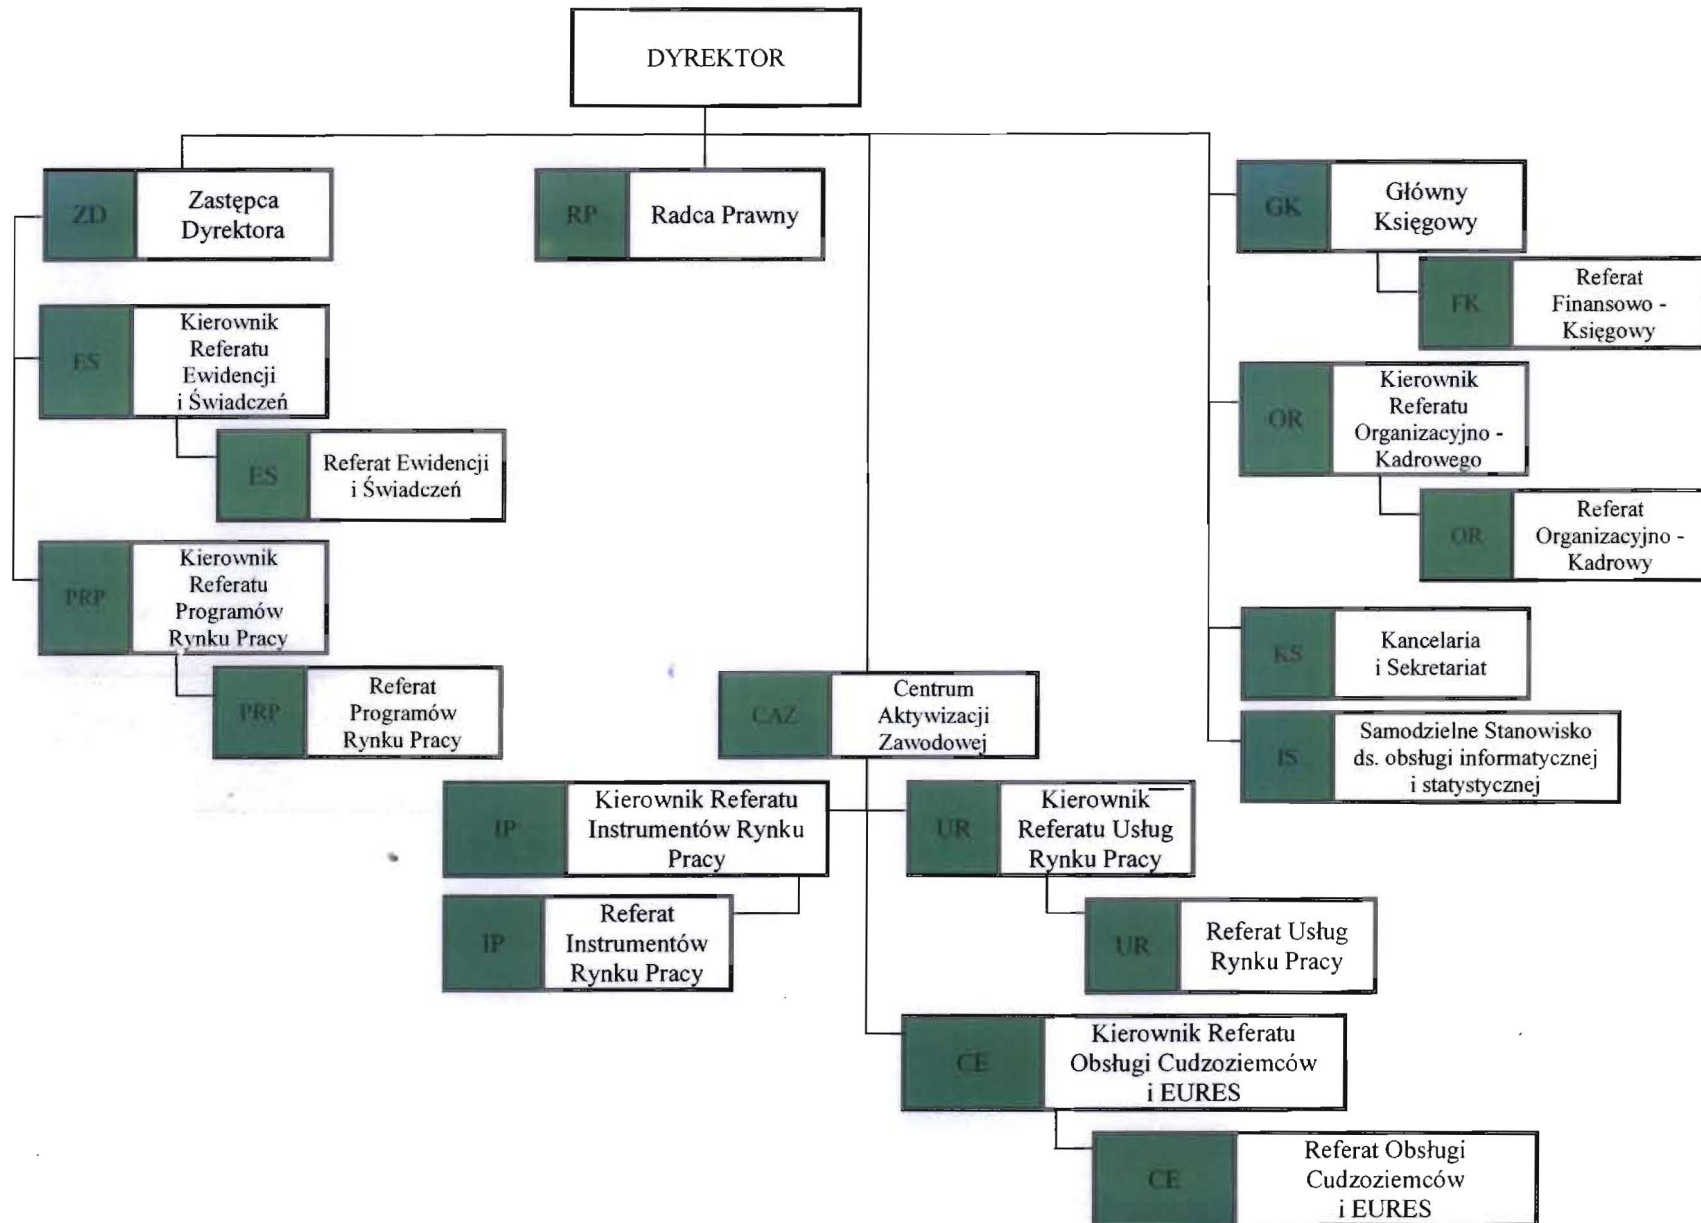 DYREKTOR
ZD
Zastępca
Dyrektora
RP
Radca Prawny
GK
Główny
Księgowy
FK
Referat
Finansowo -
Księgowy
ES
Kierownik
Referatu
Ewidencji
i Świadczeń
ES
Referat Ewidencji
i Świadczeń
OR
Kierownik
Referatu
Organizacyjno -
Kadrowego
OR
Referat
Organizacyjno -
Kadrowy
PRP
Kierownik
Referatu
Programów
Rynku Pracy
PRP
Referat
Programów
Rynku Pracy
KS
Kancelaria
i Sekretariat
IS
Samodzielne Stanowisko
ds. obsługi informatycznej
i statystycznej
CAZ
Centrum
Aktywizacji
Zawodowej
IP
Kierownik Referatu
Instrumentów Rynku
Pracy
IP
Referat
Instrumentów
Rynku Pracy
UR
Kierownik
Referatu Usług
Rynku Pracy
UR
Referat Usług
Rynku Pracy
CE
Kierownik Referatu
Obsługi Cudzoziemców
i EURES
CE
Referat Obsługi
Cudzoziemców
i EURES